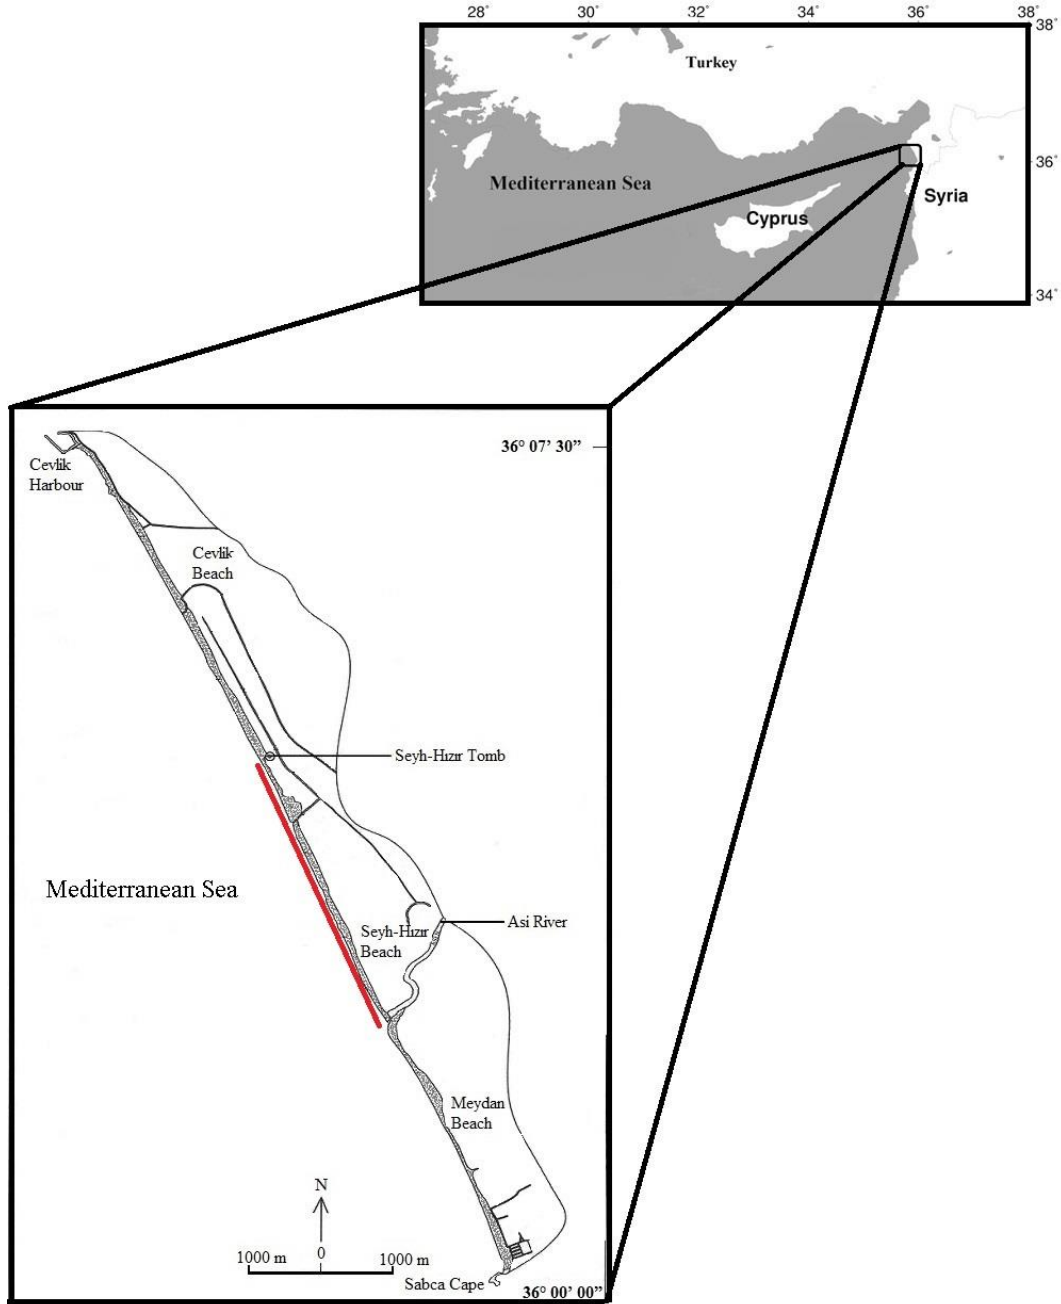 28° 30° 32° 34° 36° 38°
38°
Turkey
36°
Mediterranean Sea
Syria
Cyprus
34°
36° 07' 30”
Cevlik
Harbour
Cevlik
Beach
Seyh-Hızır Tomb
Mediterranean Sea
Asi River
Seyh-Hızır
Beach
Meydan
Beach
N
1000 m 0 1000 m
Sabca Cape
36° 00' 00”